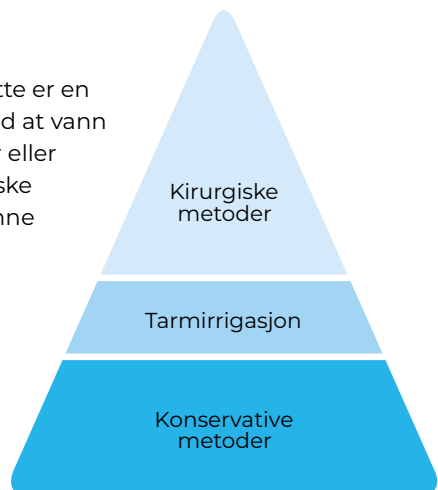 tte er en
d at vann
eller
ske
nne
Kirurgiske
metoder
Tarmirrigasjon
Konservative
metoder